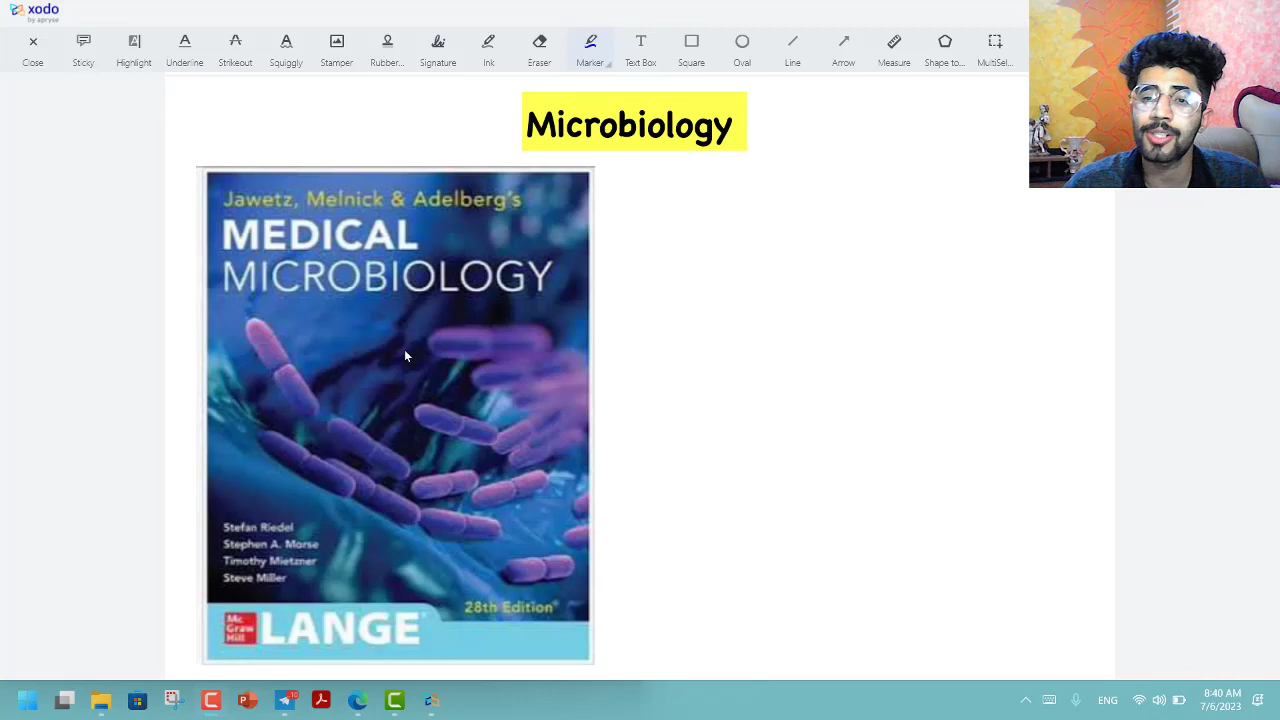 xodo
by apryse
Close
Sticky
Highlight
Underline
Strikeout
Squiggly
Stamper
Rubber...
Ink
Eraser
Marker
Text Box
Square
Oval
Line
Arrow
Measure
Shape to...
MultiSel...
Microbiology
Jawetz, Melnick & Adelberg's
MEDICAL
MICROBIOLOGY
Stefan Riedel
Stephen A. Morse
Timothy Mietzner
Steve Miller
28th Edition
Mc
Graw
Hill
LANGE
10
ENG
8:40 AM
7/6/2023